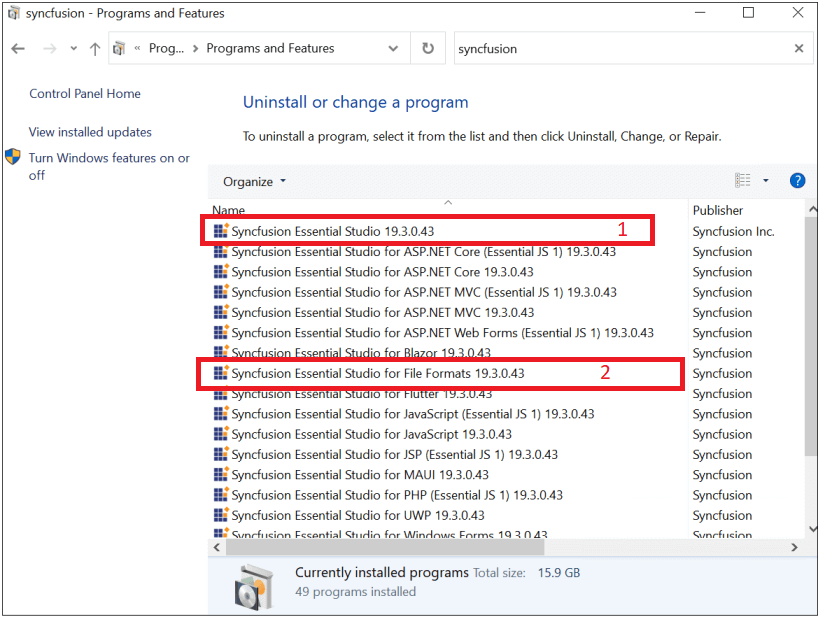 syncfusion - Programs and Features
« Prog... > Programs and Features
syncfusion
Control Panel Home
View installed updates
Turn Windows features on or
off
Uninstall or change a program
To uninstall a program, select it from the list and then click Uninstall, Change, or Repair.
Organize
Name Publisher
Syncfusion Essential Studio 19.3.0.43 1 Syncfusion Inc.
Syncfusion Essential Studio for ASP.NET Core (Essential JS 1) 19.3.0.43 Syncfusion
Syncfusion Essential Studio for ASP.NET Core 19.3.0.43 Syncfusion
Syncfusion Essential Studio for ASP.NET MVC (Essential JS 1) 19.3.0.43 Syncfusion
Syncfusion Essential Studio for ASP.NET MVC 19.3.0.43 Syncfusion
Syncfusion Essential Studio for ASP.NET Web Forms (Essential JS 1) 19.3.0.43 Syncfusion
Syncfusion Essential Studio for Blazor 19.3.0.43 Syncfusion
Syncfusion Essential Studio for File Formats 19.3.0.43 2 Syncfusion
Syncfusion Essential Studio for Flutter 19.3.0.43 Syncfusion
Syncfusion Essential Studio for JavaScript (Essential JS 1) 19.3.0.43 Syncfusion
Syncfusion Essential Studio for JavaScript 19.3.0.43 Syncfusion
Syncfusion Essential Studio for JSP (Essential JS 1) 19.3.0.43 Syncfusion
Syncfusion Essential Studio for MAUI 19.3.0.43 Syncfusion
Syncfusion Essential Studio for PHP (Essential JS 1) 19.3.0.43 Syncfusion
Syncfusion Essential Studio for UWP 19.3.0.43 Syncfusion
Syncfusion Essential Studio for Windows Forms 19.3.0.43 Syncfusion
Currently installed programs Total size: 15.9 GB
49 programs installed